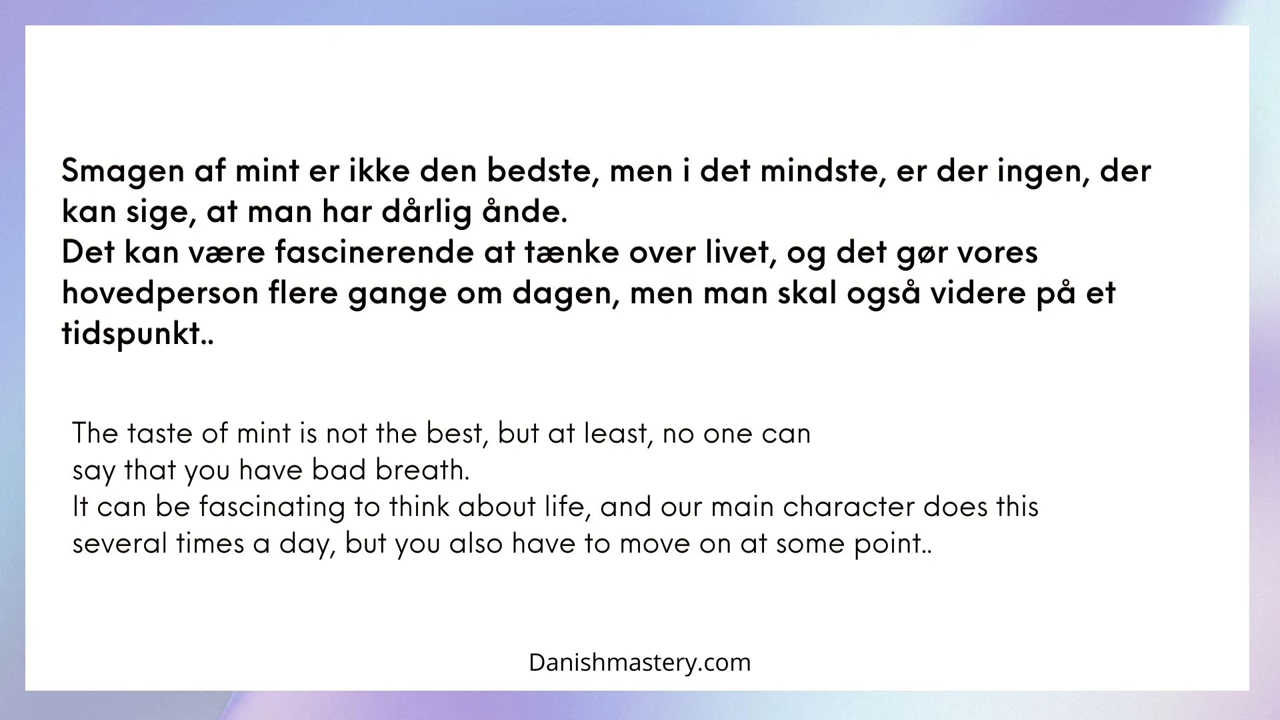 Smagen af mint er ikke den bedste, men i det mindste, er der ingen, der
kan sige, at man har dårlig ånde.
Det kan være fascinerende at tænke over livet, og det gør vores
hovedperson flere gange om dagen, men man skal også videre på et
tidspunkt..
The taste of mint is not the best, but at least, no one can
say that you have bad breath.
It can be fascinating to think about life, and our main character does this
several times a day, but you also have to move on at some point..
Danishmastery.com